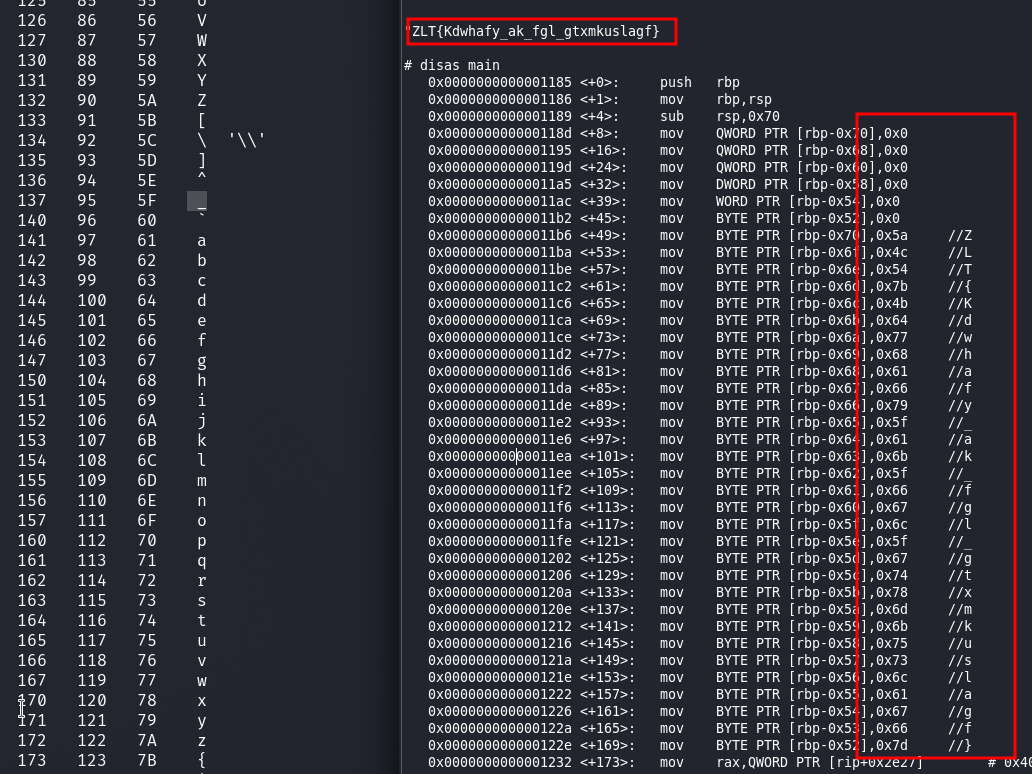 125 85 55 U
126 86 56 V
127 87 57 W
130 88 58 X
131 89 59 Y
132 90 5A Z
133 91 5B [
134 92 5C \ '\\'
135 93 5D ]
136 94 5E ^
137 95 5F _
140 96 60 `
141 97 61 a
142 98 62 b
143 99 63 c
144 100 64 d
145 101 65 e
146 102 66 f
147 103 67 g
150 104 68 h
151 105 69 i
152 106 6A j
153 107 6B k
154 108 6C l
155 109 6D m
156 110 6E n
157 111 6F o
160 112 70 p
161 113 71 q
162 114 72 r
163 115 73 s
164 116 74 t
165 117 75 u
166 118 76 v
167 119 77 w
170 120 78 x
171 121 79 y
172 122 7A z
173 123 7B {
"ZLT{Kdwhafy_ak_fgl_gtxmkuslagf}
# disas main
0x0000000000001185 <+0>: push rbp
0x0000000000001186 <+1>: mov rbp,rsp
0x0000000000001189 <+4>: sub rsp,0x70
0x000000000000118d <+8>: mov QWORD PTR [rbp-0x70],0x0
0x0000000000001195 <+16>: mov QWORD PTR [rbp-0x68],0x0
0x000000000000119d <+24>: mov QWORD PTR [rbp-0x60],0x0
0x00000000000011a5 <+32>: mov DWORD PTR [rbp-0x58],0x0
0x00000000000011ac <+39>: mov WORD PTR [rbp-0x54],0x0
0x00000000000011b2 <+45>: mov BYTE PTR [rbp-0x52],0x0
0x00000000000011b6 <+49>: mov BYTE PTR [rbp-0x70],0x5a //Z
0x00000000000011ba <+53>: mov BYTE PTR [rbp-0x6f],0x4c //L
0x00000000000011be <+57>: mov BYTE PTR [rbp-0x6e],0x54 //T
0x00000000000011c2 <+61>: mov BYTE PTR [rbp-0x6d],0x7b //{
0x00000000000011c6 <+65>: mov BYTE PTR [rbp-0x6c],0x4b //K
0x00000000000011ca <+69>: mov BYTE PTR [rbp-0x6b],0x64 //d
0x00000000000011ce <+73>: mov BYTE PTR [rbp-0x6a],0x77 //w
0x00000000000011d2 <+77>: mov BYTE PTR [rbp-0x69],0x68 //h
0x00000000000011d6 <+81>: mov BYTE PTR [rbp-0x68],0x61 //a
0x00000000000011da <+85>: mov BYTE PTR [rbp-0x67],0x66 //f
0x00000000000011de <+89>: mov BYTE PTR [rbp-0x66],0x79 //y
0x00000000000011e2 <+93>: mov BYTE PTR [rbp-0x65],0x5f //_
0x00000000000011e6 <+97>: mov BYTE PTR [rbp-0x64],0x61 //a
0x00000000000011ea <+101>: mov BYTE PTR [rbp-0x63],0x6b //k
0x00000000000011ee <+105>: mov BYTE PTR [rbp-0x62],0x5f //_
0x00000000000011f2 <+109>: mov BYTE PTR [rbp-0x61],0x66 //f
0x00000000000011f6 <+113>: mov BYTE PTR [rbp-0x60],0x67 //g
0x00000000000011fa <+117>: mov BYTE PTR [rbp-0x5f],0x6c //l
0x00000000000011fe <+121>: mov BYTE PTR [rbp-0x5e],0x5f //_
0x0000000000001202 <+125>: mov BYTE PTR [rbp-0x5d],0x67 //g
0x0000000000001206 <+129>: mov BYTE PTR [rbp-0x5c],0x74 //t
0x000000000000120a <+133>: mov BYTE PTR [rbp-0x5b],0x78 //x
0x000000000000120e <+137>: mov BYTE PTR [rbp-0x5a],0x6d //m
0x0000000000001212 <+141>: mov BYTE PTR [rbp-0x59],0x6b //k
0x0000000000001216 <+145>: mov BYTE PTR [rbp-0x58],0x75 //u
0x000000000000121a <+149>: mov BYTE PTR [rbp-0x57],0x73 //s
0x000000000000121e <+153>: mov BYTE PTR [rbp-0x56],0x6c //l
0x0000000000001222 <+157>: mov BYTE PTR [rbp-0x55],0x61 //a
0x0000000000001226 <+161>: mov BYTE PTR [rbp-0x54],0x67 //g
0x000000000000122a <+165>: mov BYTE PTR [rbp-0x53],0x66 //f
0x000000000000122e <+169>: mov BYTE PTR [rbp-0x52],0x7d //}
0x0000000000001232 <+173>: mov rax,QWORD PTR [rip+0x2e27] # 0x40